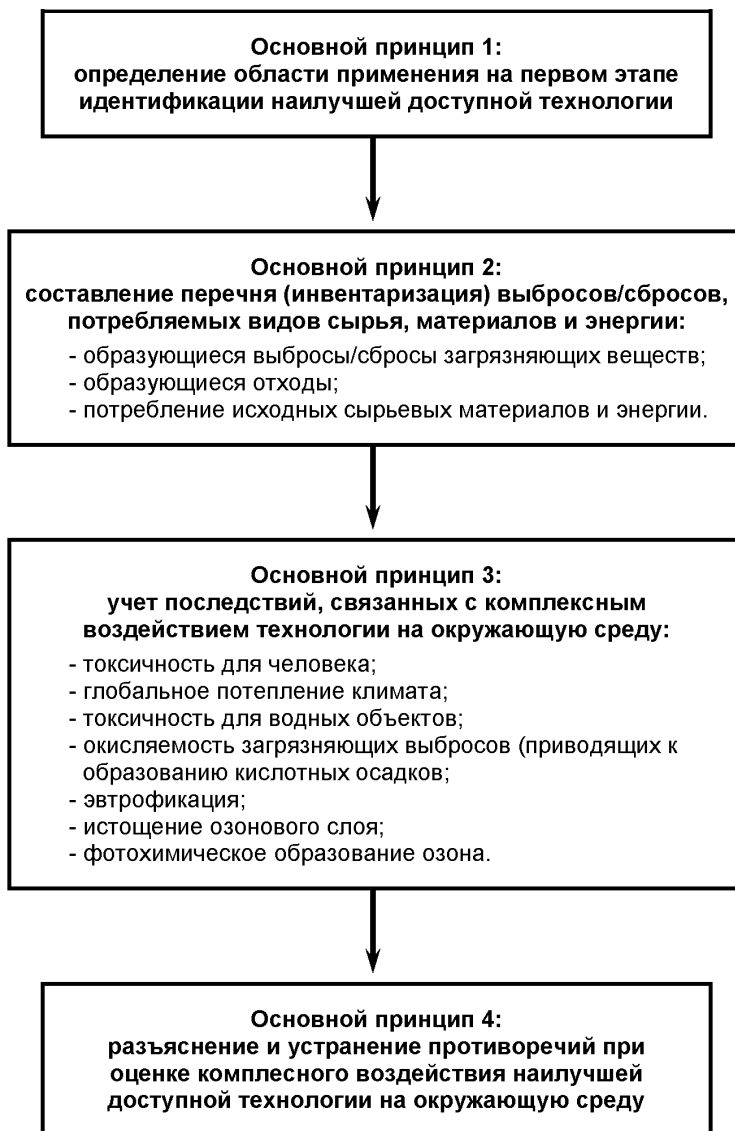 Основной принцип 1:
определение области применения на первом этапе
идентификации наилучшей доступной технологии
Основной принцип 2:
составление перечня (инвентаризация) выбросов/сбросов,
потребляемых видов сырья, материалов и энергии:
- образующиеся выбросы/сбросы загрязняющих веществ;
- образующиеся отходы;
- потребление исходных сырьевых материалов и энергии.
Основной принцип 3:
учет последствий, связанных с комплексным
воздействием технологии на окружающую среду:
- токсичность для человека;
- глобальное потепление климата;
- токсичность для водных объектов;
- окисляемость загрязняющих выбросов (приводящих к
образованию кислотных осадков;
- эвтрофикация;
- истощение озонового слоя;
- фотохимическое образование озона.
Основной принцип 4:
разъяснение и устранение противоречий при
оценке комплесного воздействия наилучшей
доступной технологии на окружающую среду